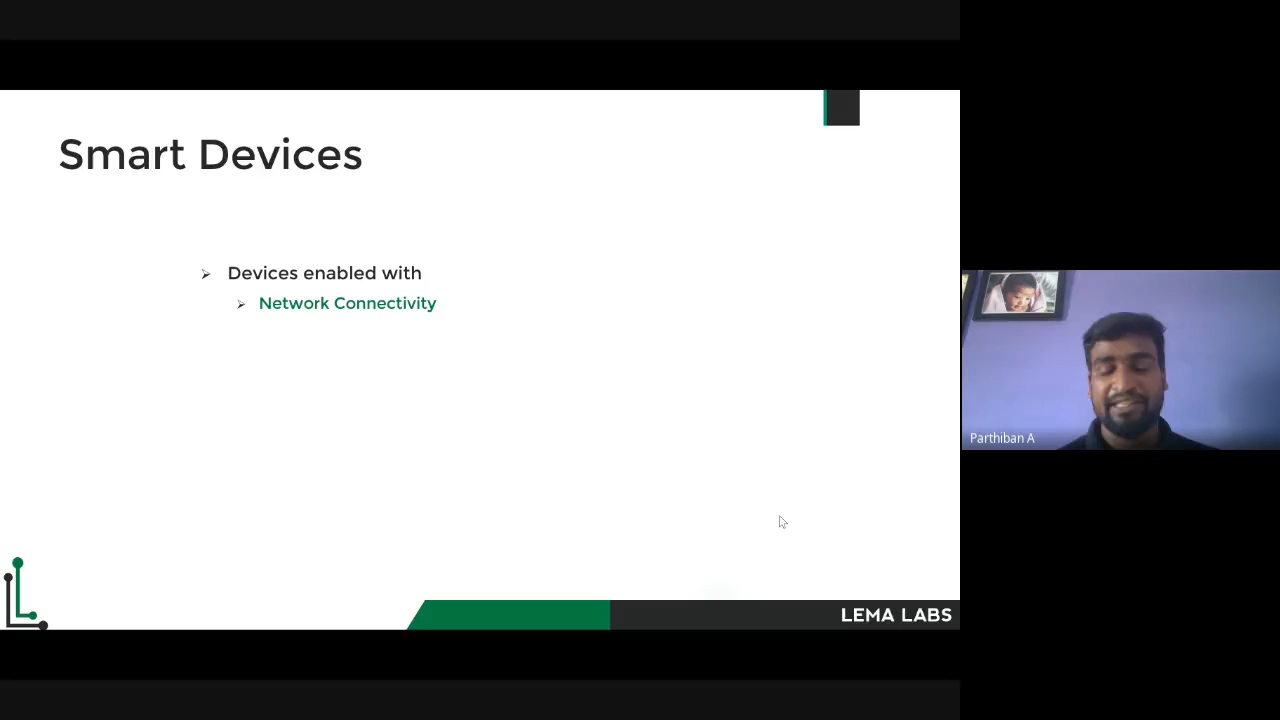 Smart Devices
Devices enabled with
Network Connectivity
Parthiban A
LEMA LABS